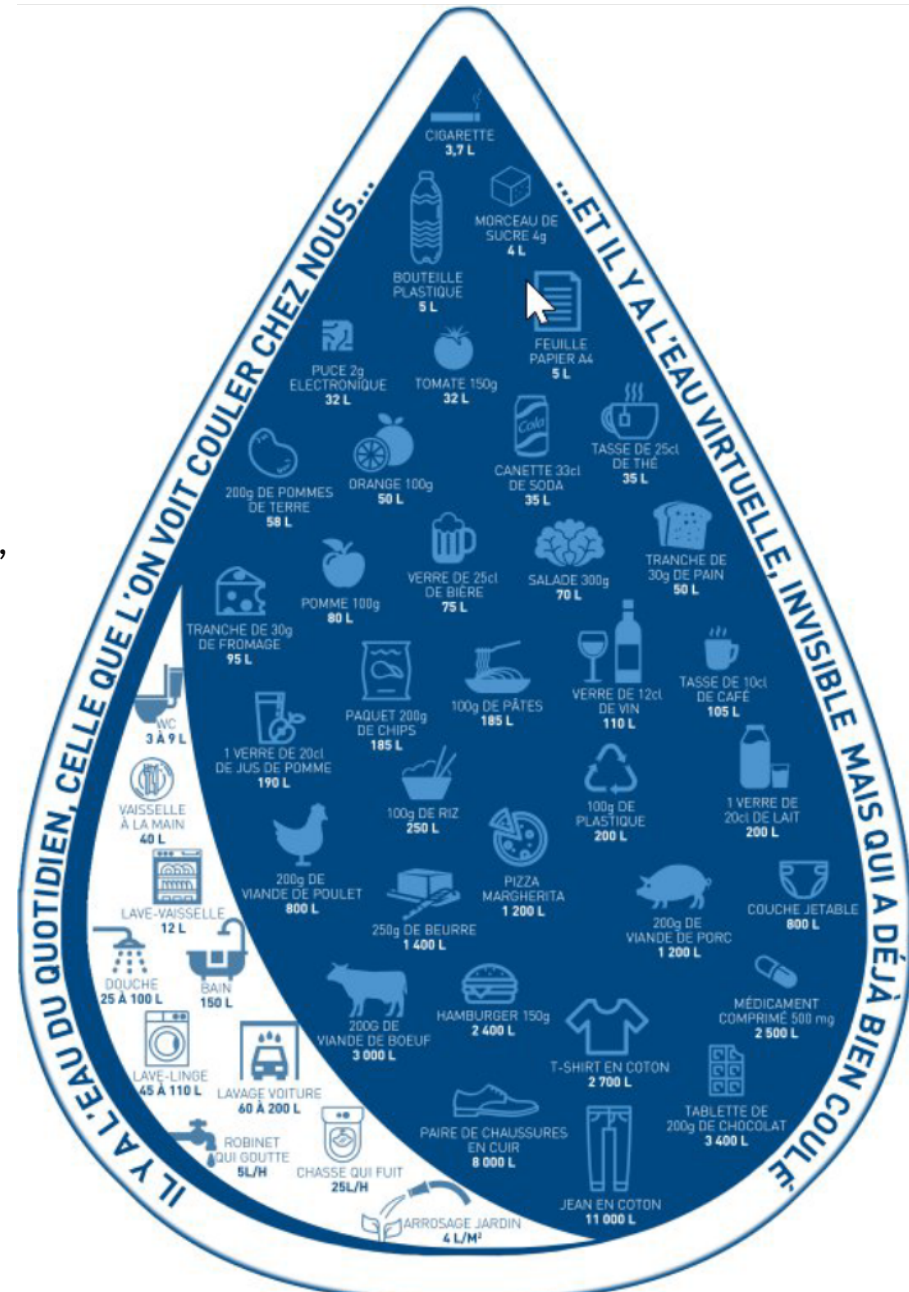 IL Y A L'EAU DU QUOTIDIEN, CELLE QUE L'ON VOIT COULER CHEZ NOUS...
...ET IL Y A L'EAU VIRTUELLE, INVISIBLE MAIS QUI A DÉJÀ BIEN COULÉ
CIGARETTE
3,7 L
MORCEAU DE
SUCRE 4g
4 L
BOUTEILLE
PLASTIQUE
5 L
FEUILLE
PAPIER A4
5 L
PUCE 2g
ELECTRONIQUE
32 L
TOMATE 150g
32 L
Cola
CANETTE 33cl
DE SODA
35 L
TASSE DE 25cl
DE THÉ
35 L
200g DE POMMES
DE TERRE
58 L
ORANGE 100g
50 L
,
TRANCHE DE 30g
DE FROMAGE
95 L
POMME 100g
80 L
VERRE DE 25cl
DE BIÈRE
75 L
SALADE 300g
70 L
TRANCHE DE
30g DE PAIN
50 L
1 VERRE DE 20cl
DE JUS DE POMME
190 L
PAQUET 200g
DE CHIPS
185 L
100g DE PÂTES
185 L
VERRE DE 12cl
DE VIN
110 L
TASSE DE 10cl
DE CAFÉ
105 L
100g DE RIZ
250 L
100g DE
PLASTIQUE
200 L
1 VERRE DE
20cl DE LAIT
200 L
200g DE
VIANDE DE POULET
800 L
250g DE BEURRE
1 400 L
PIZZA
MARGHERITA
1 200 L
200g DE
VIANDE DE PORC
1 200 L
COUCHE JETABLE
800 L
200G DE
VIANDE DE BOEUF
3 000 L
HAMBURGER 150g
2 400 L
T-SHIRT EN COTON
2 700 L
MÉDICAMENT
COMPRIMÉ 500 mg
2 500 L
PAIRE DE CHAUSSURES
EN CUIR
8 000 L
JEAN EN COTON
11 000 L
TABLETTE DE
200g DE CHOCOLAT
3 400 L
WC
3 À 9 L
VAISSELLE
À LA MAIN
40 L
LAVE-VAISSELLE
12 L
DOUCHE
25 À 100 L
BAIN
150 L
LAVE-LINGE
45 À 110 L
LAVAGE VOITURE
60 À 200 L
ROBINET
QUI GOUTTE
5L/H
CHASSE QUI FUIT
25L/H
ARROSAGE JARDIN
4 L/M²